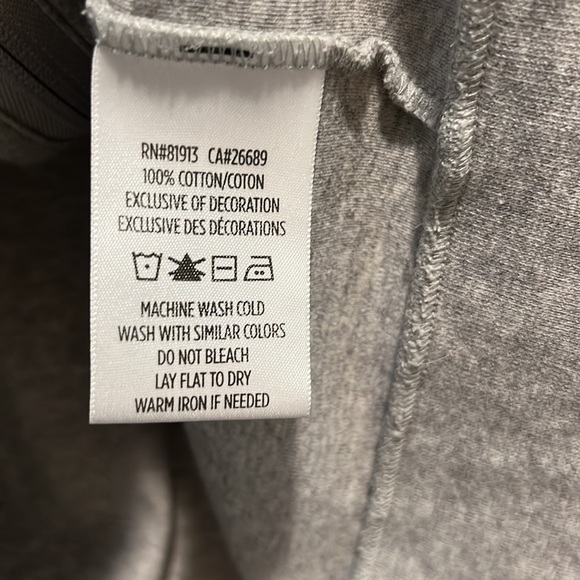 RN#81913 CA#26689
100% COTTON/COTON
EXCLUSIVE OF DECORATION
EXCLUSIVE DES DÉCORATIONS
MACHINE WASH COLD
WASH WITH SIMILAR COLORS
DO NOT BLEACH
LAY FLAT TO DRY
WARM IRON IF NEEDED